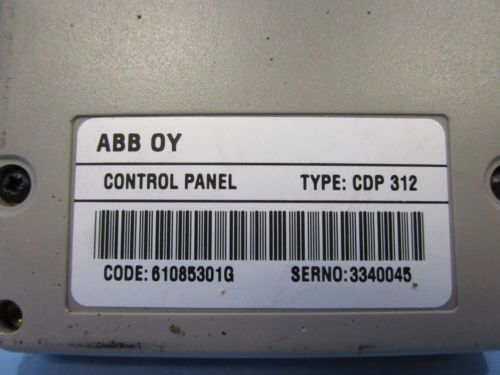 ABB OY
CONTROL PANEL TYPE: CDP 312
CODE: 61085301G SERNO: 3340045